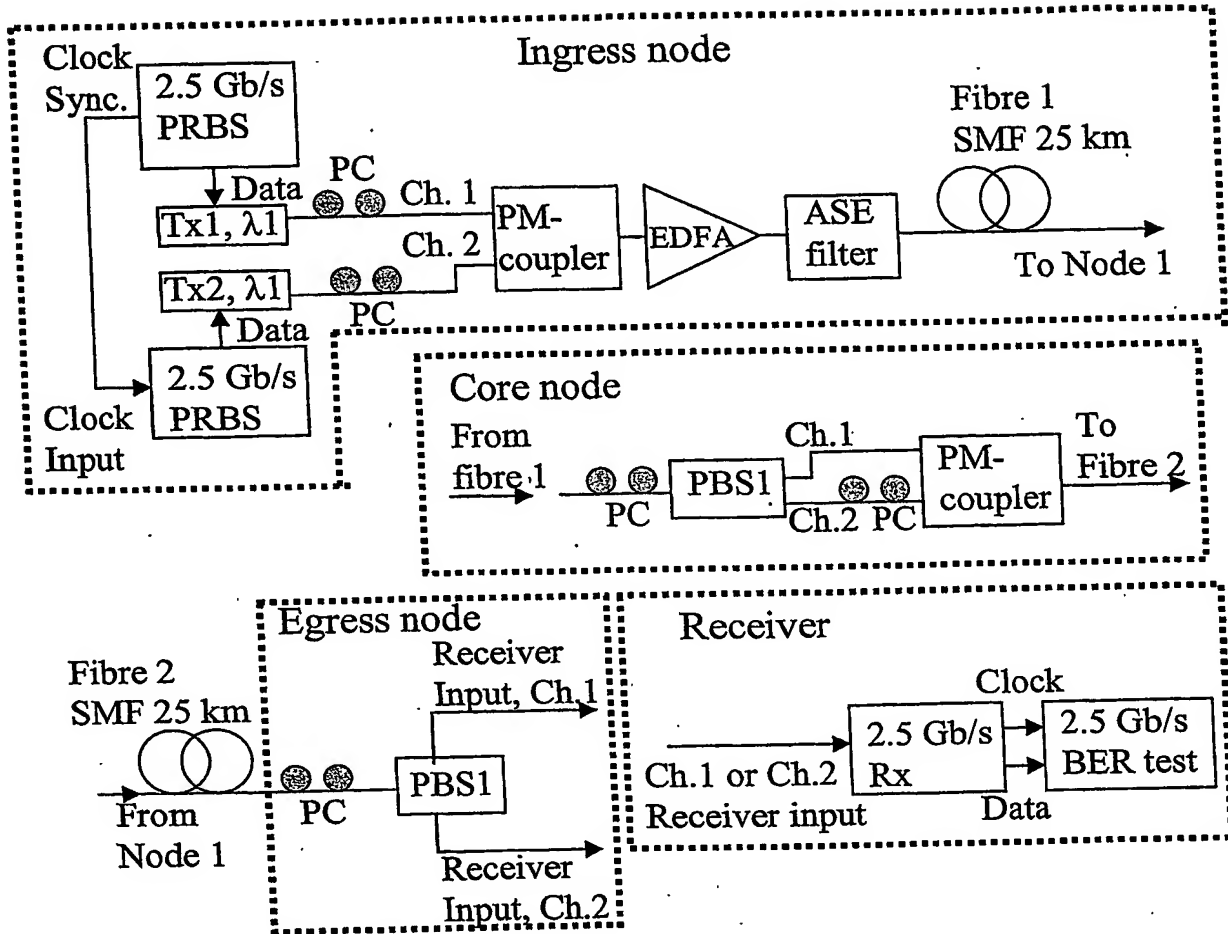 Ingress node
Clock
Sync.
2.5 Gb/s
PRBS
Data
Tx1, λ1
PC
Ch. 1
Ch. 2
Tx2, λ1
PC
Data
2.5 Gb/s
PRBS
Clock
Input
PM-
coupler
EDFA
ASE
filter
Fibre 1
SMF 25 km
To Node 1
Core node
From
fibre 1
PC
PBS1
Ch.1
Ch.2
PC
PM-
coupler
To
Fibre 2
Fibre 2
SMF 25 km
From
Node 1
Egress node
PC
PBS1
Receiver
Input, Ch.1
Receiver
Input, Ch.2
Receiver
Ch.1 or Ch.2
Receiver input
2.5 Gb/s
Rx
Clock
Data
2.5 Gb/s
BER test